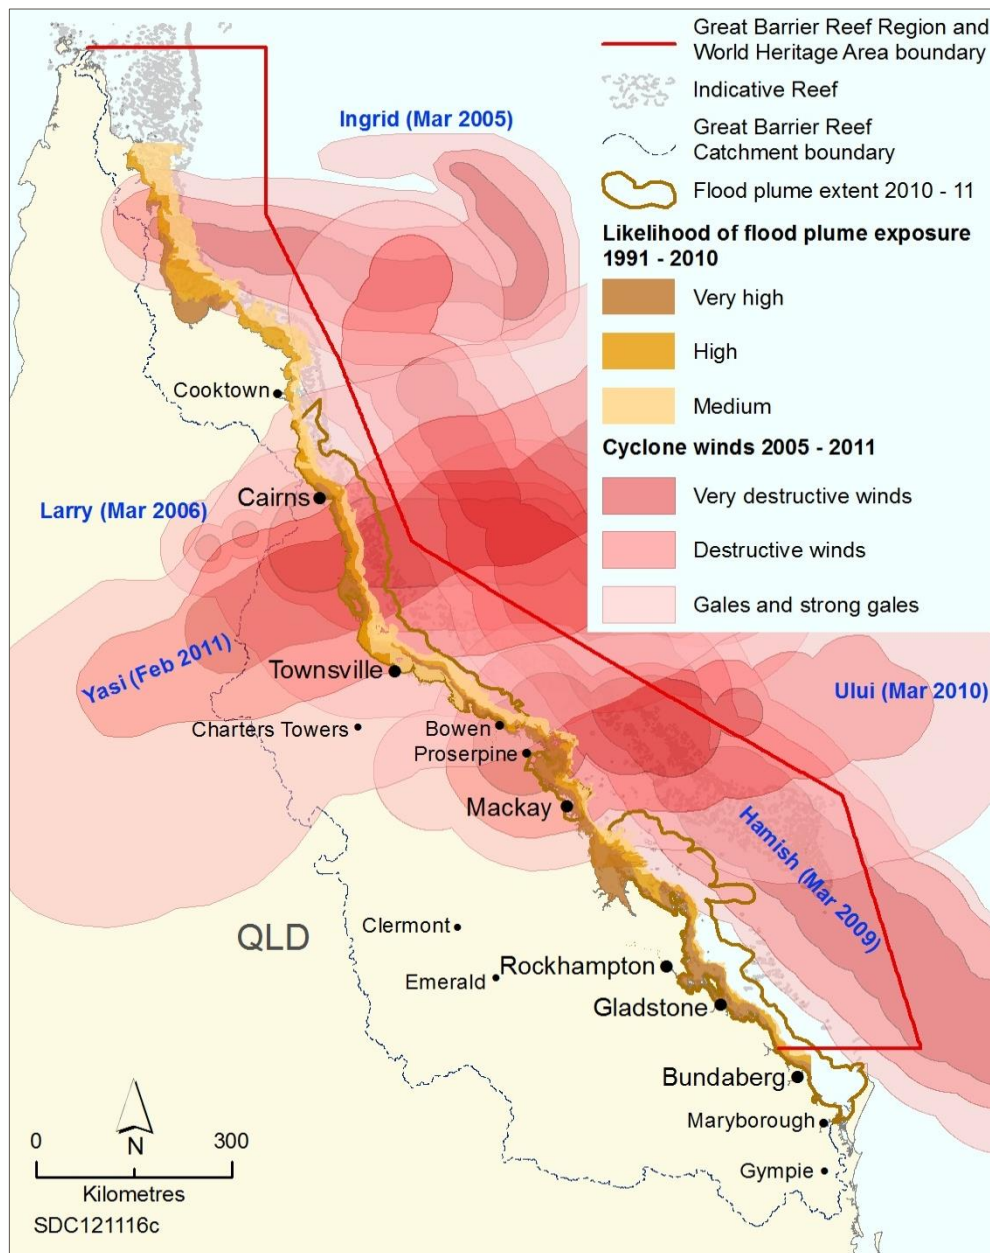 Great Barrier Reef Region and
World Heritage Area boundary
Indicative Reef
Great Barrier Reef
Catchment boundary
Flood plume extent 2010 - 11
Likelihood of flood plume exposure
1991 - 2010
Very high
High
Medium
Cyclone winds 2005 - 2011
Very destructive winds
Destructive winds
Gales and strong gales
Ingrid (Mar 2005)
Cooktown
Larry (Mar 2006)
Cairns
Yasi (Feb 2011)
Townsville
Ului (Mar 2010)
Charters Towers
Bowen
Proserpine
Mackay
Hamish (Mar 2009)
Clermont
QLD
Emerald
Rockhampton
Gladstone
Bundaberg
Maryborough
Gympie
0 300
N
Kilometres
SDC121116c